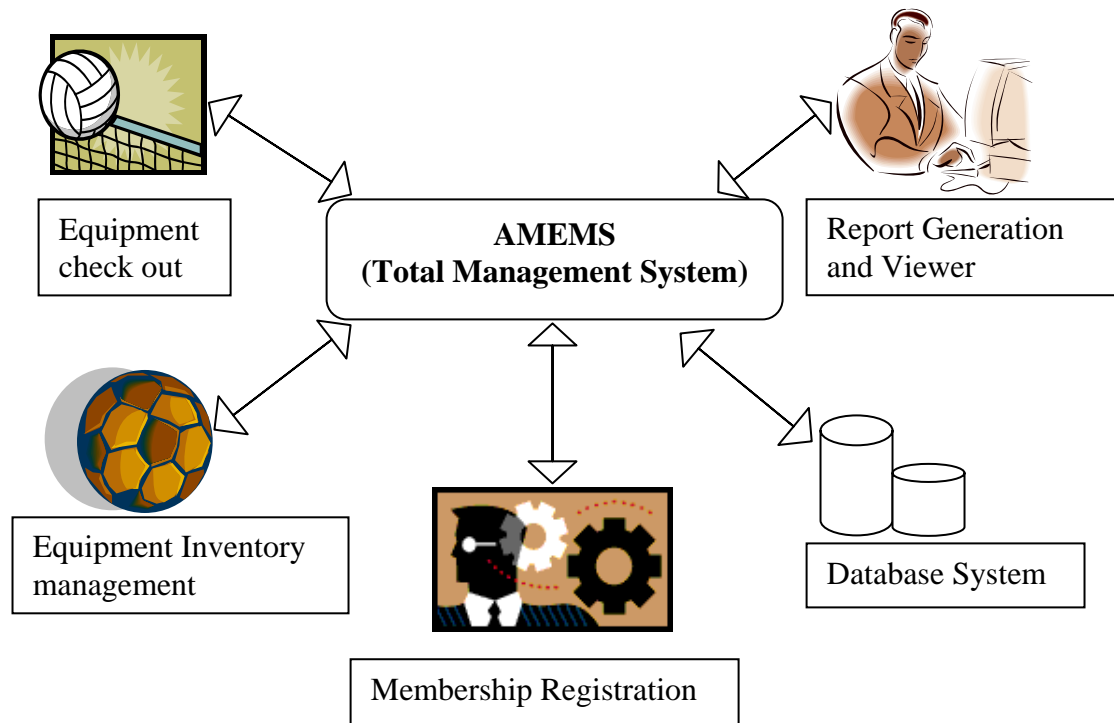 Equipment
check out
AMEMS
(Total Management System)
Report Generation
and Viewer
Equipment Inventory
management
Database System
Membership Registration